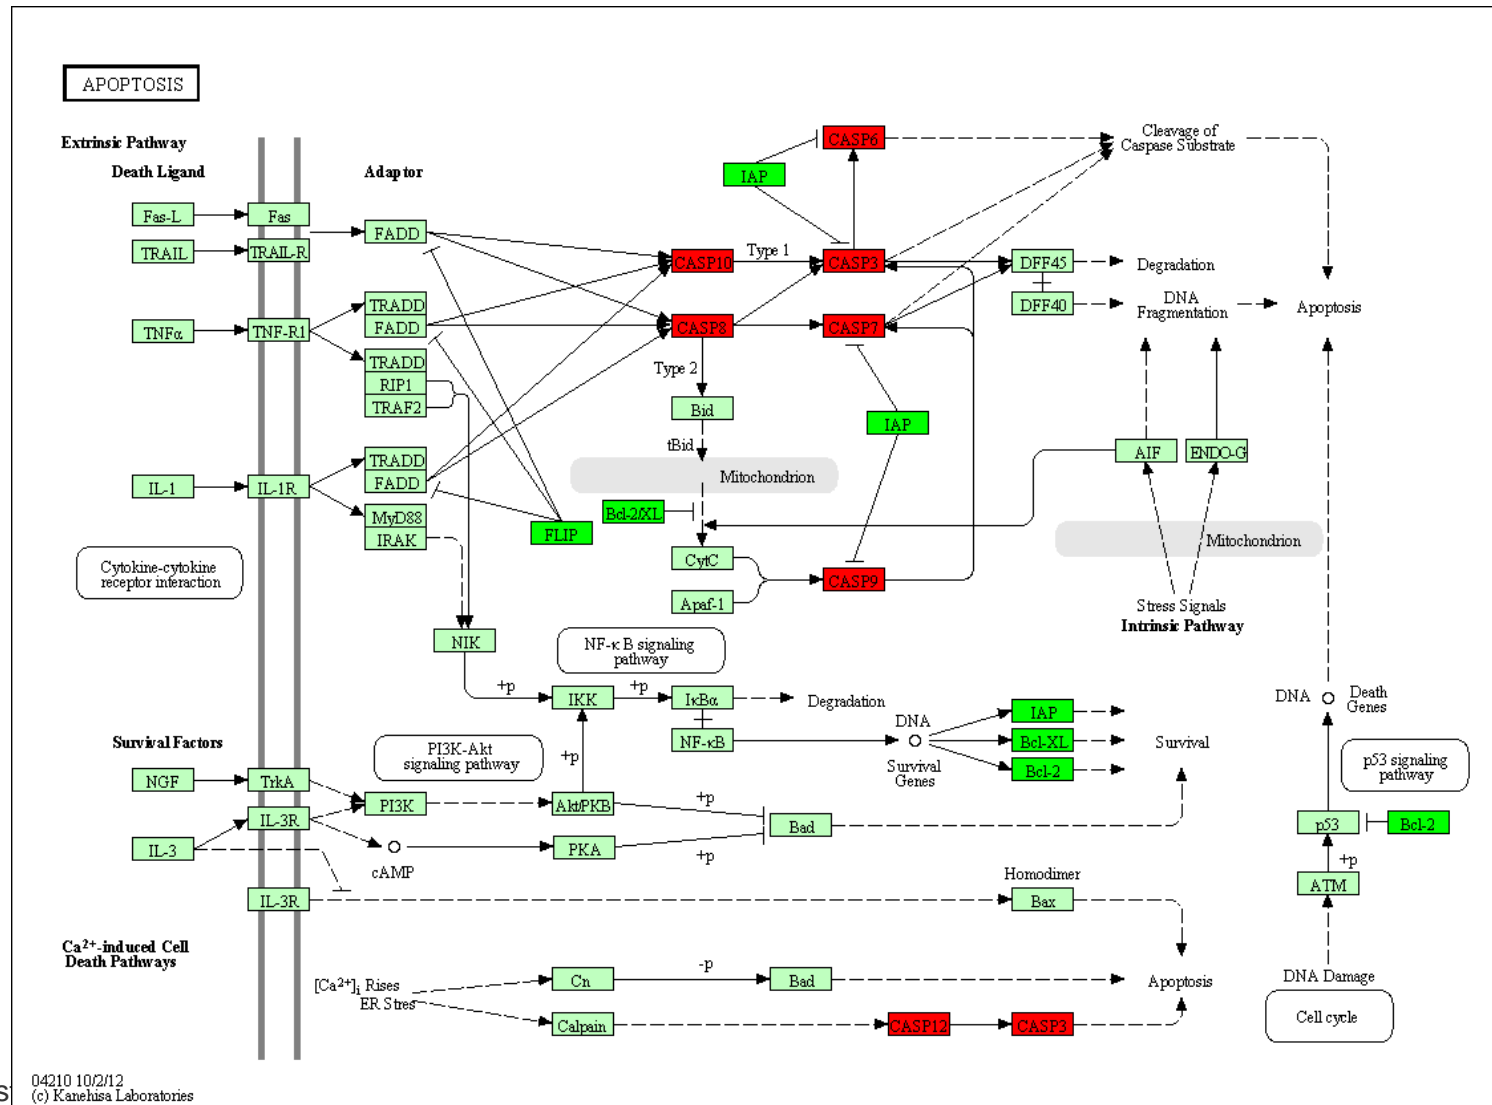 APOPTOSIS
Extrinsic Pathway
Death Ligand
Adaptor
Fas-L
Fas
FADD
TRAIL
TRAIL-R
TNFα
TNF-R1
TRADD
FADD
TRADD
RIP1
TRAF2
IL-1
IL-1R
TRADD
FADD
MyD88
IRAK
FLIP
Cytokine-cytokine
receptor interaction
CASP6
IAP
CASP10
Type 1
CASP3
CASP8
CASP7
Type 2
Bid
tBid
Mitochondrion
IAP
Bcl-2/XL
CytC
Apaf-1
CASP9
Cleavage of
Caspase Substrate
DFF45
Degradation
DFF40
DNA
Fragmentation
Apoptosis
AIF
ENDO-G
Mitochondrion
Stress Signals
Intrinsic Pathway
NIK
NF-κB signaling
pathway
+p
IKK
+p
IκBα
Degradation
NF-κB
DNA
Survival
Genes
IAP
Bcl-XL
Bcl-2
Survival
DNA
Death
Genes
p53 signaling
pathway
p53
Bcl-2
+p
ATM
DNA Damage
Cell cycle
Survival Factors
PI3K-Akt
signaling pathway
+p
NGF
TrkA
PI3K
Akt/PKB
+p
Bad
IL-3R
IL-3
cAMP
PKA
+p
IL-3R
Homodimer
Bax
Ca2+-induced Cell
Death Pathways
[Ca2+]i Rises
ER Stres
Cn
-p
Bad
Apoptosis
Calpain
CASP12
CASP3
s
04210 10/2/12
(c) Kanehisa Laboratories